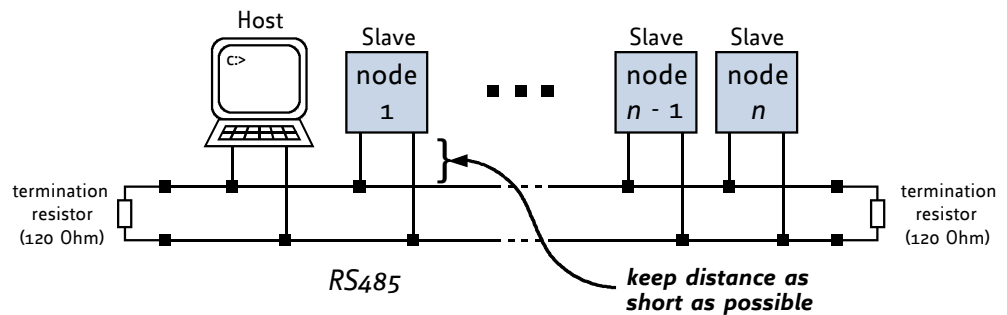 Host
c:>
Slave
node
1
Slave
node
n - 1
Slave
node
n
termination
resistor
(120 Ohm)
termination
resistor
(120 Ohm)
RS485
keep distance as
short as possible